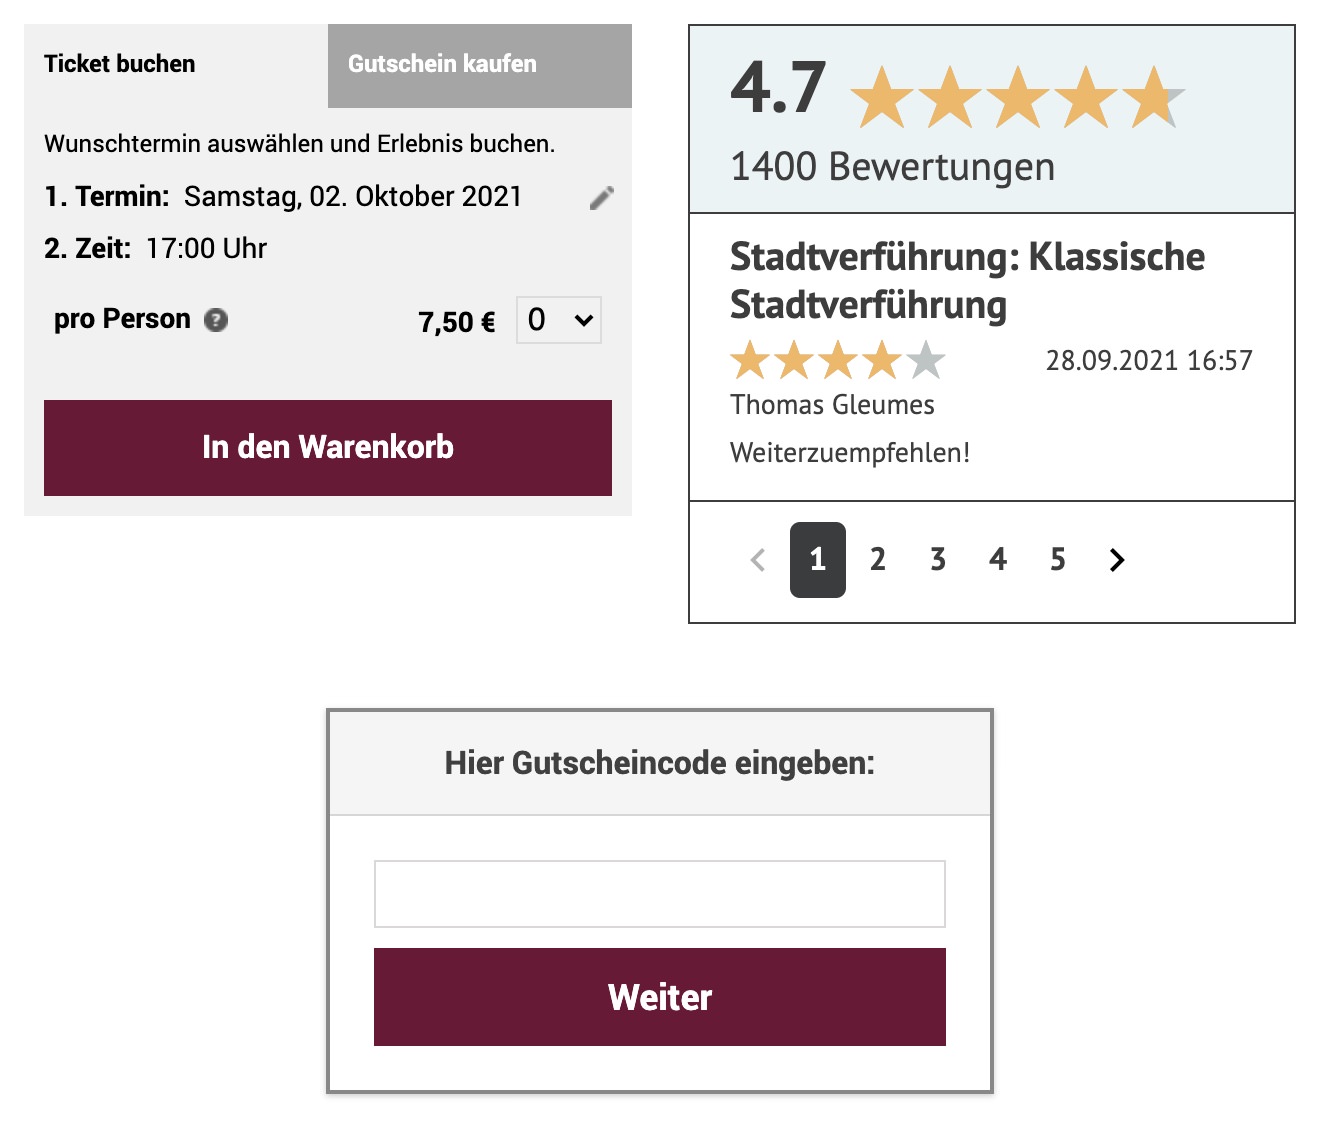 Ticket buchen
Gutschein kaufen
Wunschtermin auswählen und Erlebnis buchen.
1. Termin: Samstag, 02. Oktober 2021
2. Zeit: 17:00 Uhr
pro Person ? 7,50 € 0
In den Warenkorb
4.7
1400 Bewertungen
Stadtverführung: Klassische
Stadtverführung
28.09.2021 16:57
Thomas Gleumes
Weiterzuempfehlen!
1 2 3 4 5
Hier Gutscheincode eingeben:
Weiter